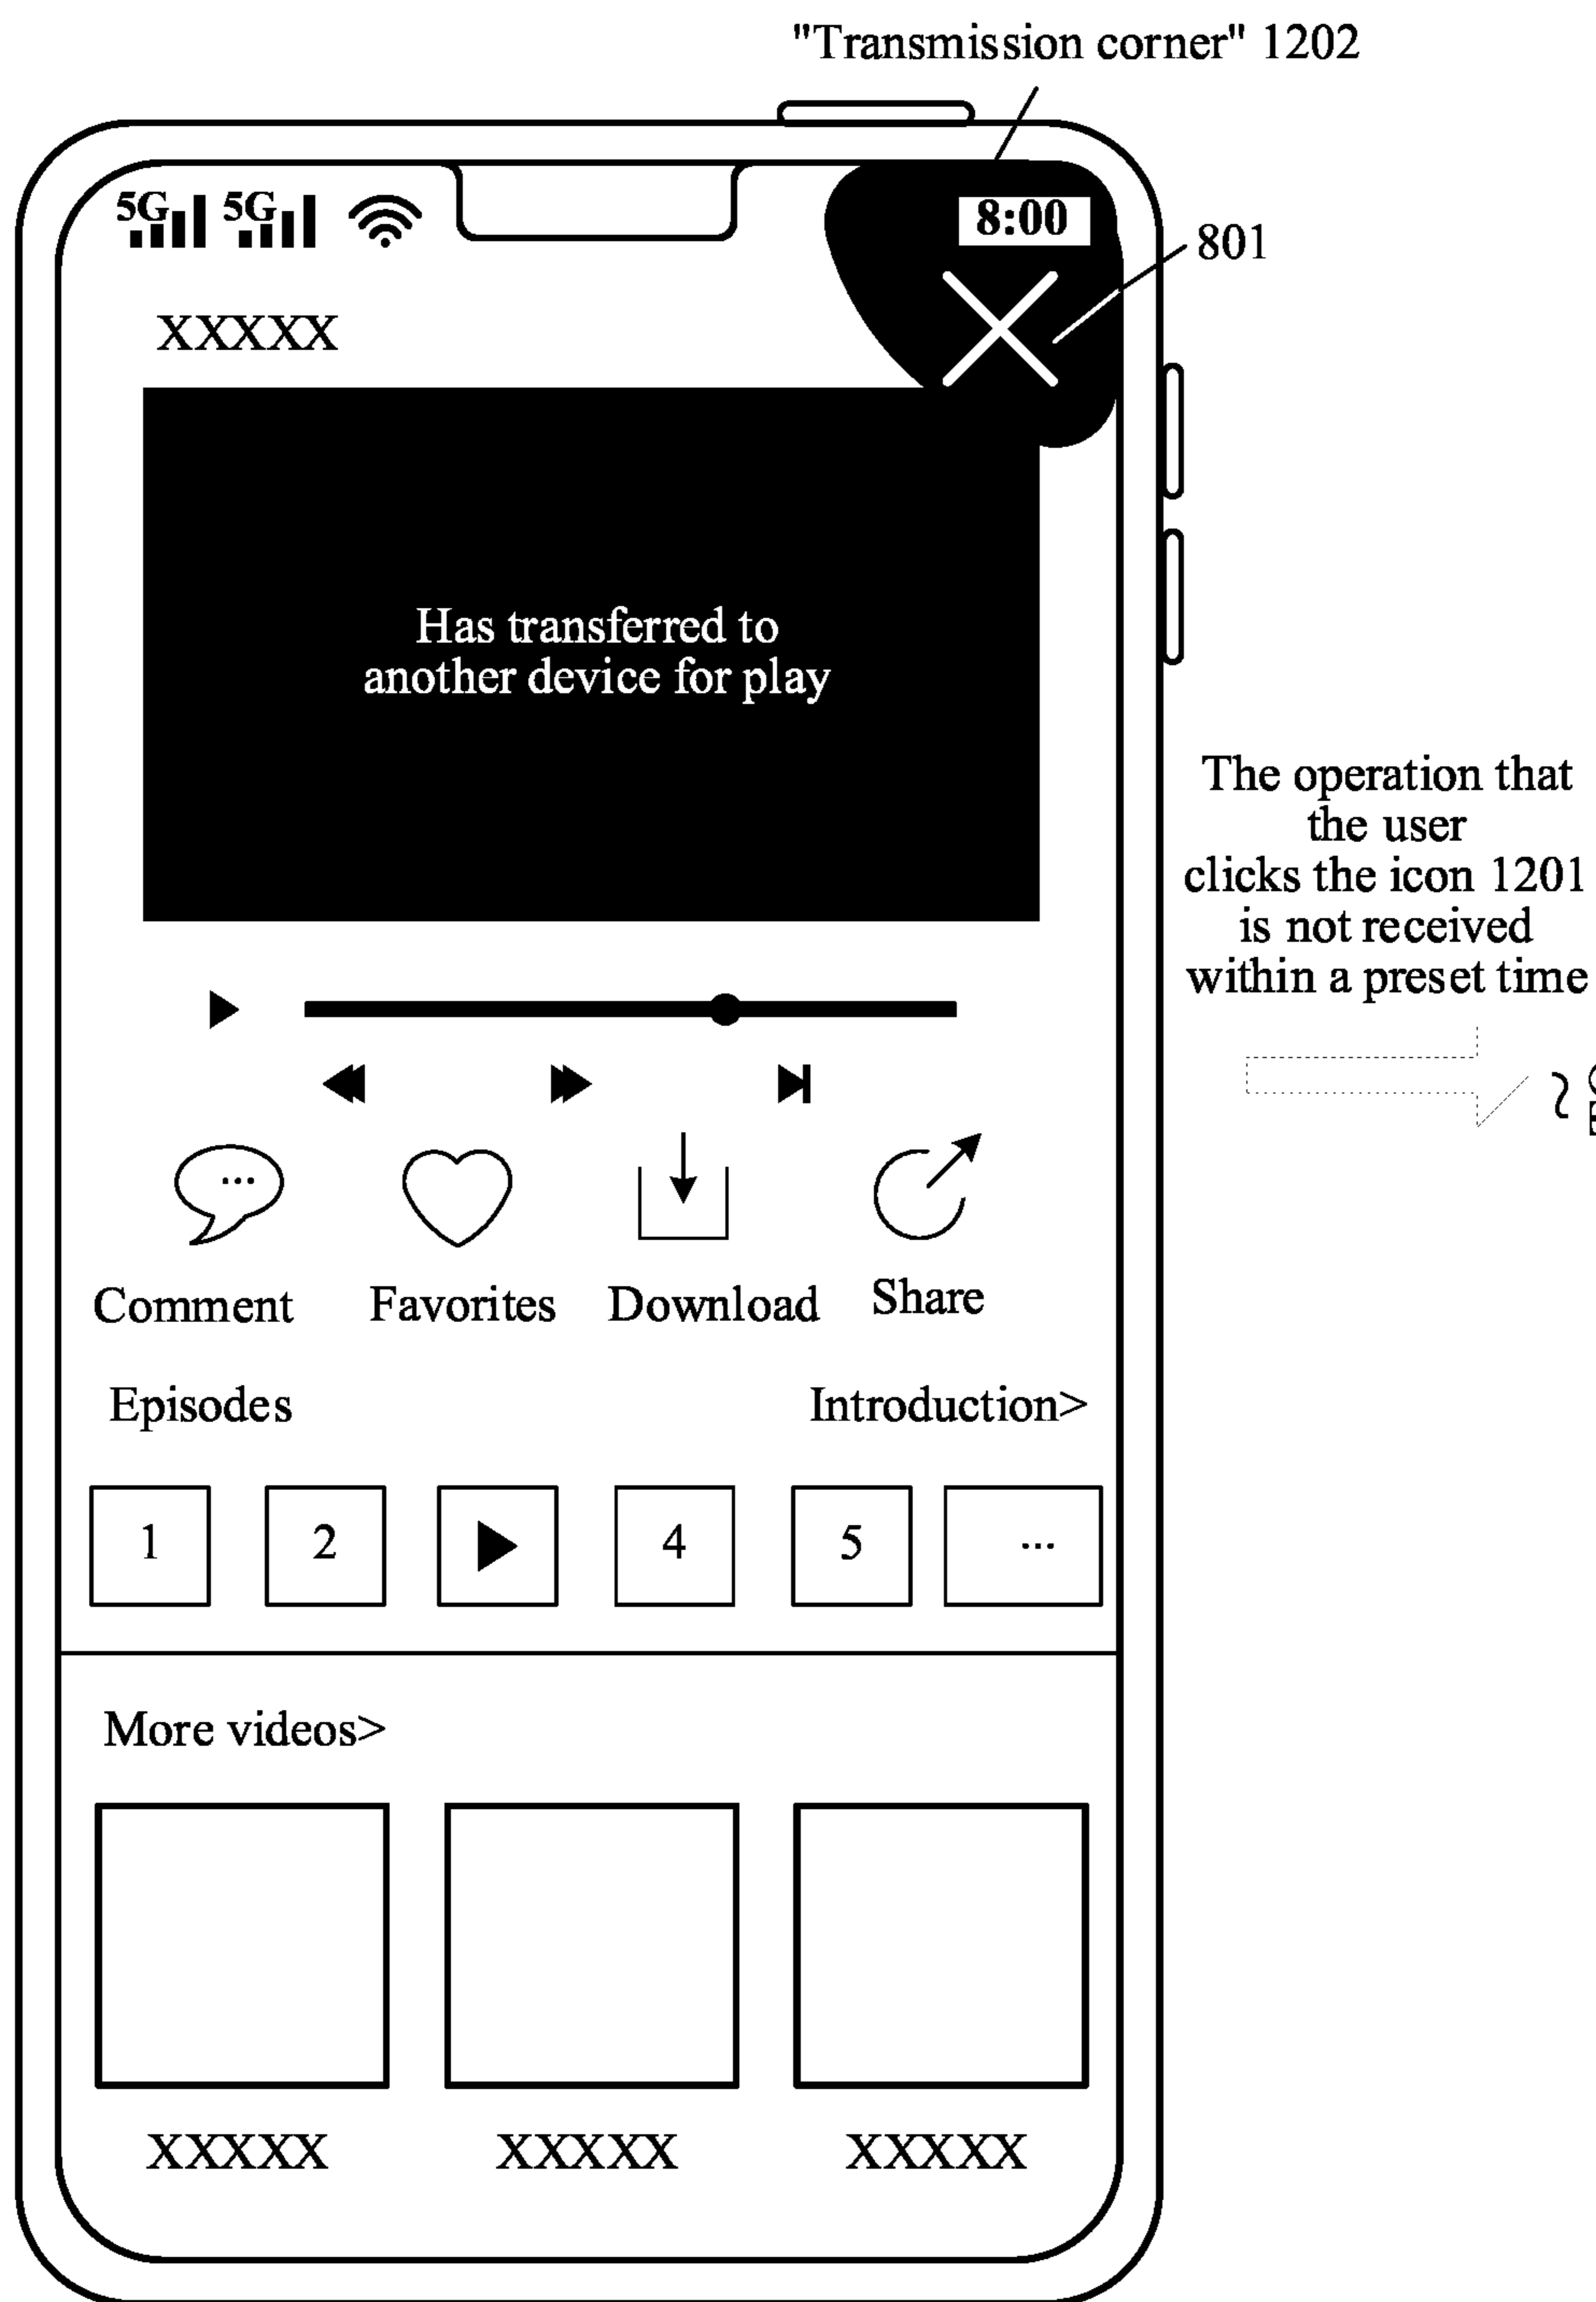 "Transmission corner" 1202
5G 5G 8:00
801
XXXXX
Has transferred to
another device for play
The operation that
the user
clicks the icon 1201
is not received
within a preset time
Comment Favorites Download Share
Episodes Introduction>
1 2 4 5 ...
More videos>
XXXXX XXXXX XXXXX